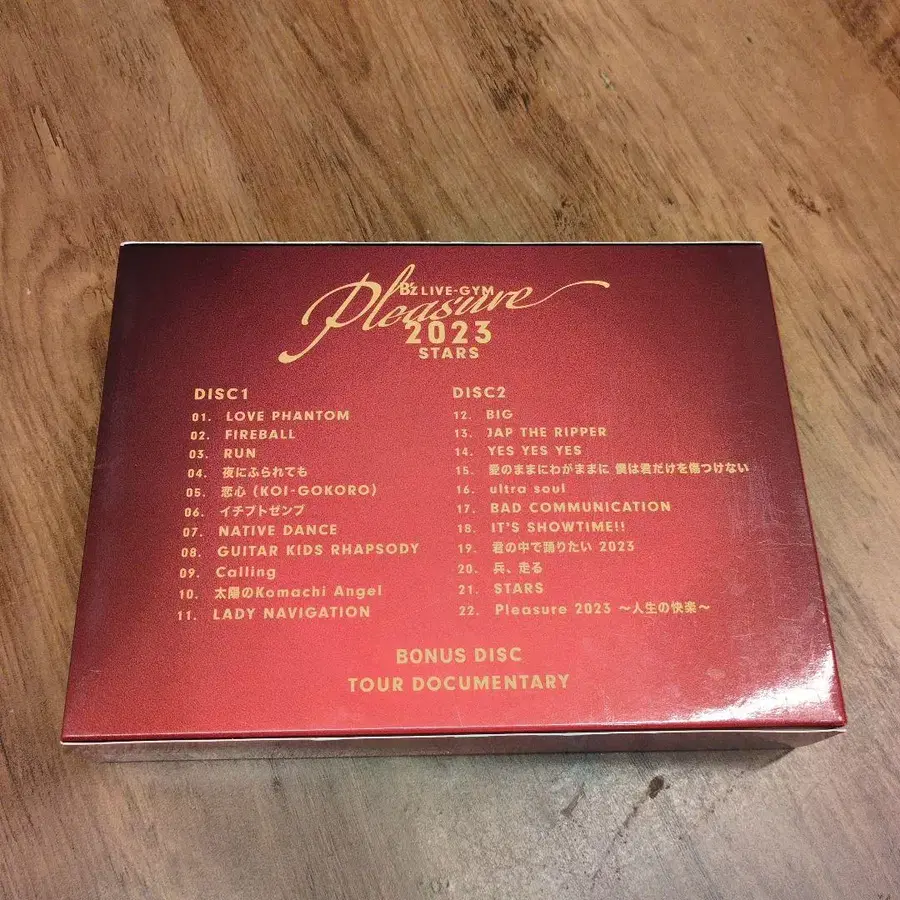 B'z LIVE-GYM
Pleasure
2023
STARS
DISC1
01. LOVE PHANTOM
02. FIREBALL
03. RUN
04. 夜にふられても
05. 恋心 (KOI-GOKORO)
06. イチブトゼンブ
07. NATIVE DANCE
08. GUITAR KIDS RHAPSODY
09. Calling
10. 太陽のKomachi Angel
11. LADY NAVIGATION
DISC2
12. BIG
13. JAP THE RIPPER
14. YES YES YES
15. 愛のままにわがままに 僕は君だけを傷つけない
16. ultra soul
17. BAD COMMUNICATION
18. IT'S SHOWTIME!!
19. 君の中で踊りたい 2023
20. 兵、走る
21. STARS
22. Pleasure 2023 ～人生の快楽～
BONUS DISC
TOUR DOCUMENTARY